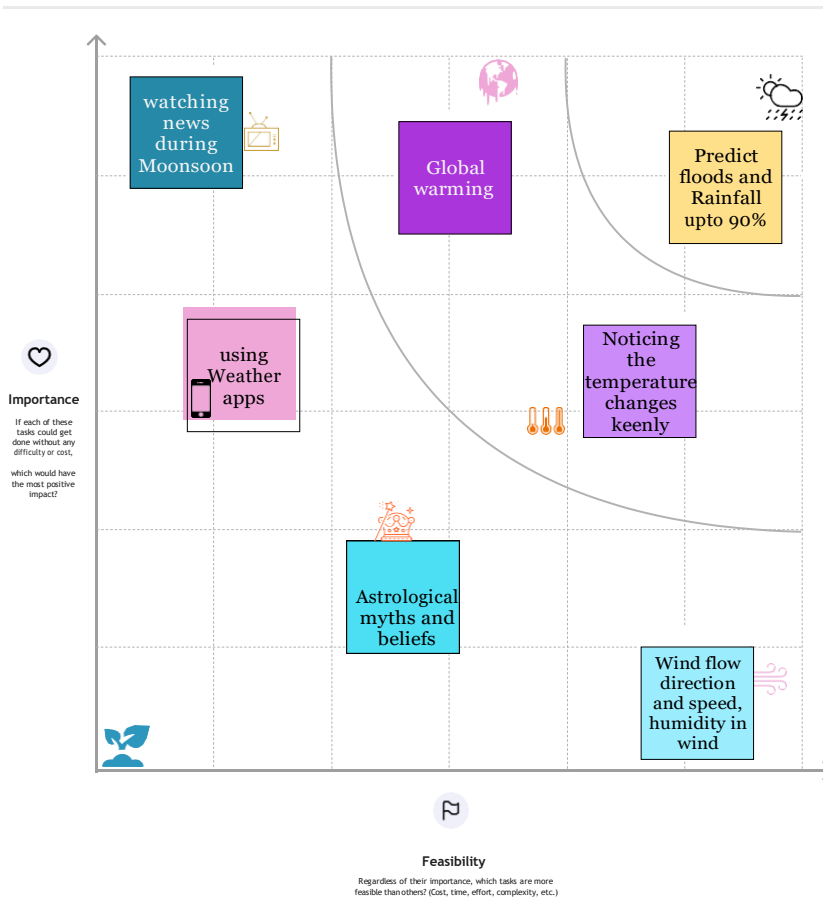 watching
news
during
Moonsoon
Global
warming
Predict
floods and
Rainfall
upto 90%
using
Weather
apps
Noticing
the
temperature
changes
keenly
Importance
If each of these
tasks could get
done without any
difficulty or cost,
which would have
the most positive
impact?
Astrological
myths and
beliefs
Wind flow
direction
and speed,
humidity in
wind
Feasibility
Regardless of their importance, which tasks are more
feasible than others? (Cost, time, effort, complexity, etc.)